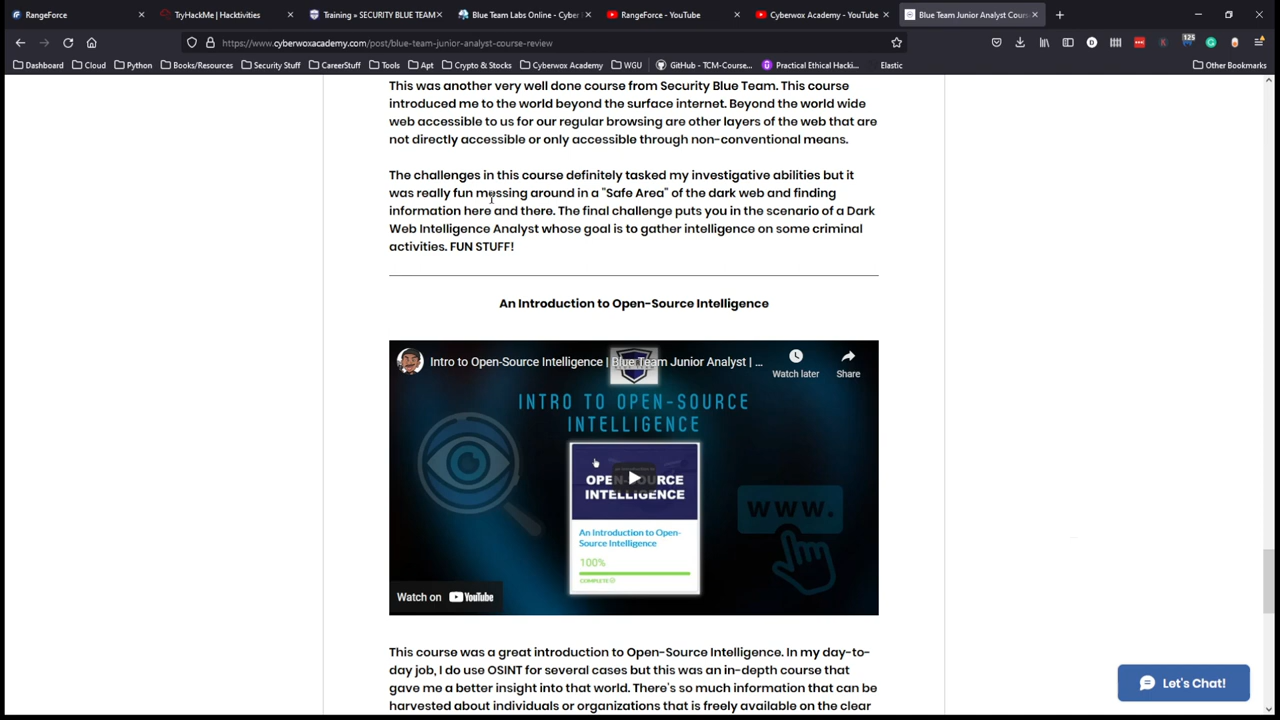 RangeForce
TryHackMe | Hacktivities
Training » SECURITY BLUE TEAM
Blue Team Labs Online - Cyber
RangeForce - YouTube
Cyberwox Academy - YouTube
Blue Team Junior Analyst Cour
https://www.cyberwoxacademy.com/post/blue-team-junior-analyst-course-review
125
Dashboard
Cloud
Python
Books/Resources
Security Stuff
CareerStuff
Tools
Apt
Crypto & Stocks
Cyberwox Academy
WGU
GitHub - TCM-Course...
Practical Ethical Hacki...
Elastic
Other Bookmarks
This was another very well done course from Security Blue Team. This course
introduced me to the world beyond the surface internet. Beyond the world wide
web accessible to us for our regular browsing are other layers of the web that are
not directly accessible or only accessible through non-conventional means.
The challenges in this course definitely tasked my investigative abilities but it
was really fun messing around in a "Safe Area" of the dark web and finding
information here and there. The final challenge puts you in the scenario of a Dark
Web Intelligence Analyst whose goal is to gather intelligence on some criminal
activities. FUN STUFF!
An Introduction to Open-Source Intelligence
Intro to Open-Source Intelligence | Blue Team Junior Analyst | ...
Watch later
Share
INTRO TO OPEN-SOURCE
INTELLIGENCE
OPEN-SOURCE
INTELLIGENCE
An Introduction to Open-
Source Intelligence
100%
COMPLETE
www.
Watch on YouTube
This course was a great introduction to Open-Source Intelligence. In my day-to-
day job, I do use OSINT for several cases but this was an in-depth course that
gave me a better insight into that world. There's so much information that can be
harvested about individuals or organizations that is freely available on the clear
Let's Chat!